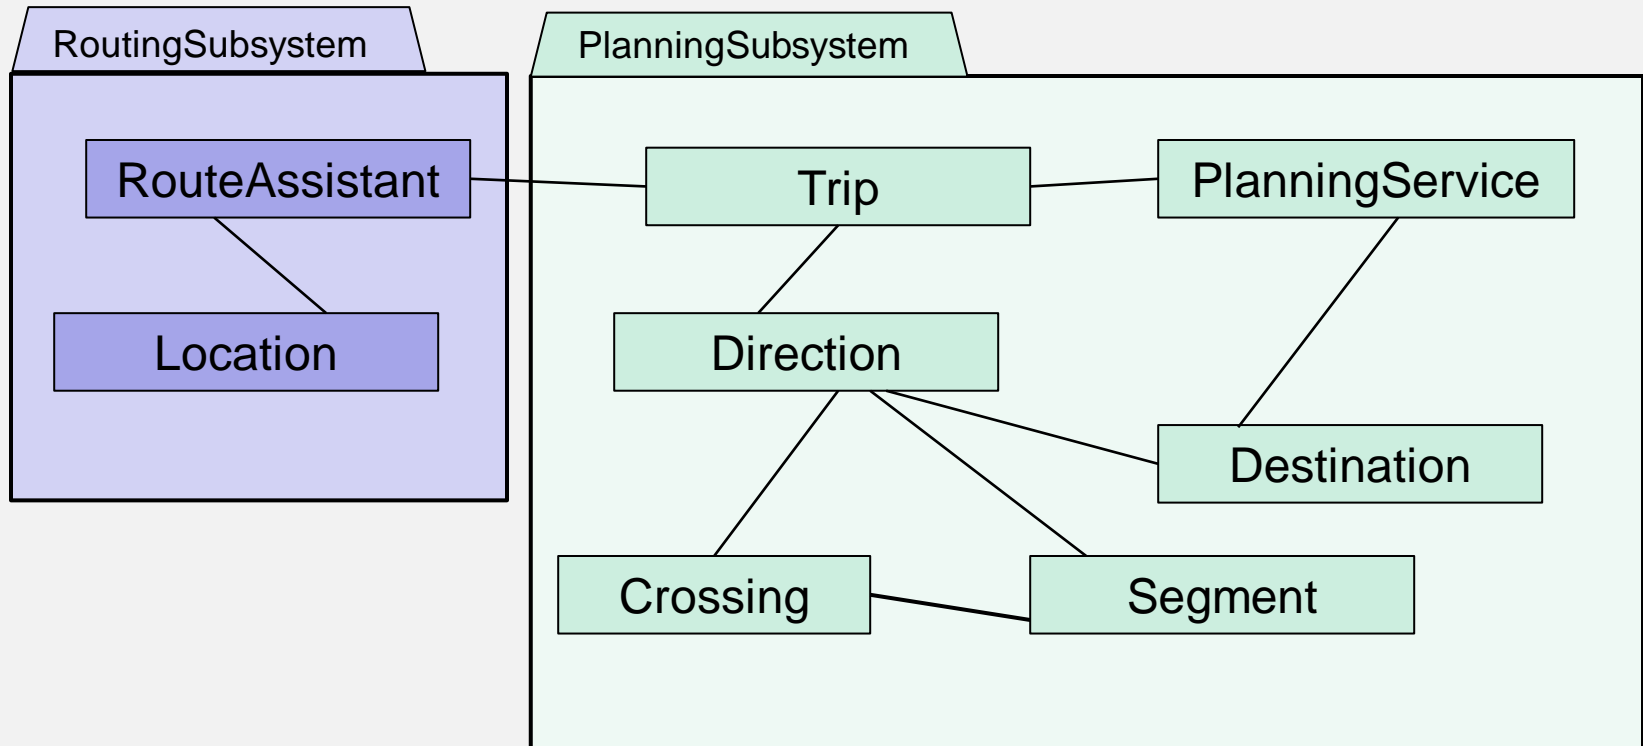 RoutingSubsystem
PlanningSubsystem
RouteAssistant
Trip
PlanningService
Location
Direction
Destination
Crossing
Segment